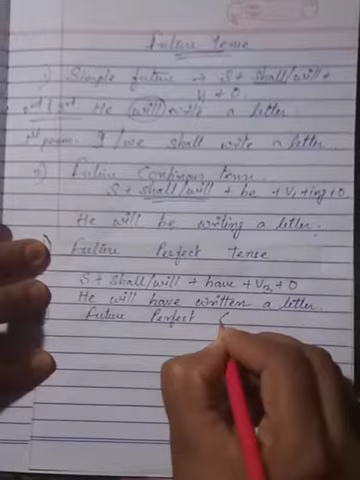 Future Tense
1) Simple future → S + shall/will +
V + O.
2nd & 3rd He will write a letter.
1st person. I/we shall write a letter.
2) Future Continous tense
S + shall/will + be + V1 + ing + O
He will be writing a letter.
) Future Perfect Tense
S + shall/will + have + V3 + O
He will have written a letter.
Future Perfect C